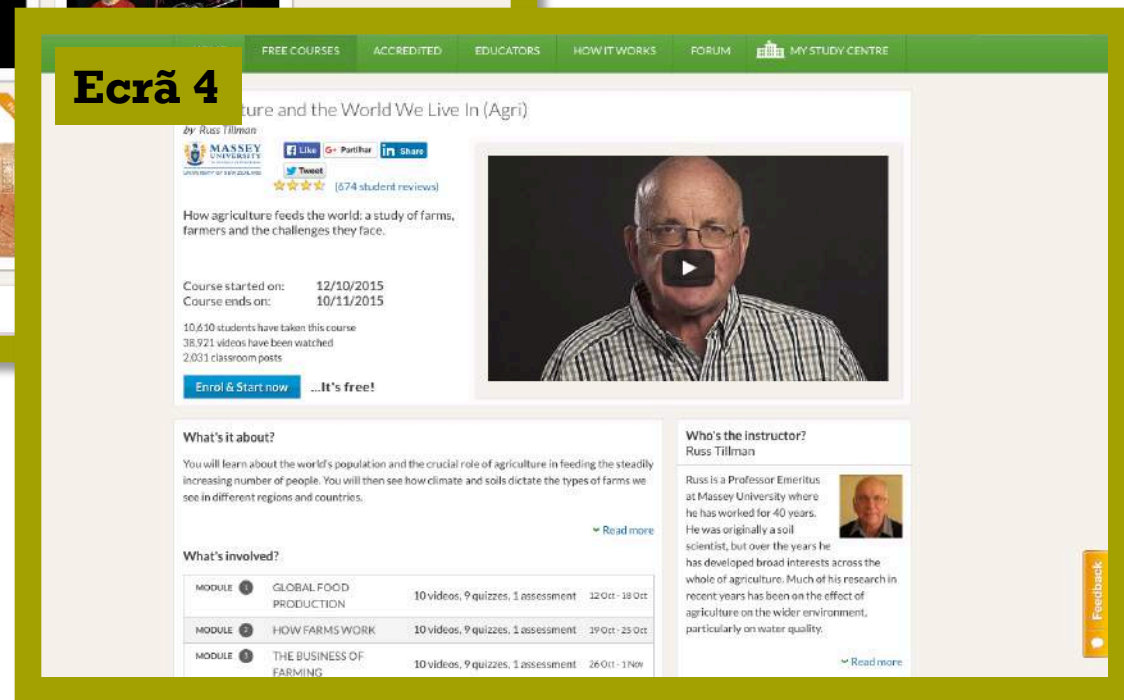 FREE COURSES ACCREDITED EDUCATORS HOW IT WORKS FORUM MY STUDY CENTRE
Ecrã 4
ture and the World We Live In (Agri)
by Russ Tillman
MASSEY
UNIVERSITY
UNIVERSITY OF NEW ZEALAND
Like G+ Partilhar in Share
Tweet
(674 student reviews)
How agriculture feeds the world: a study of farms,
farmers and the challenges they face.
Course started on: 12/10/2015
Course ends on: 10/11/2015
10,610 students have taken this course
38,921 videos have been watched
2,031 classroom posts
Enrol & Start now ...It's free!
What's it about?
You will learn about the world's population and the crucial role of agriculture in feeding the steadily
increasing number of people. You will then see how climate and soils dictate the types of farms we
see in different regions and countries.
Read more
What's involved?
MODULE 1 GLOBAL FOOD
PRODUCTION
10 videos, 9 quizzes, 1 assessment 12 Oct - 18 Oct
MODULE 2 HOW FARMS WORK 10 videos, 9 quizzes, 1 assessment 19 Oct - 25 Oct
MODULE 3 THE BUSINESS OF
FARMING
10 videos, 9 quizzes, 1 assessment 26 Oct - 1 Nov
Who's the instructor?
Russ Tillman
Russ is a Professor Emeritus
at Massey University where
he has worked for 40 years.
He was originally a soil
scientist, but over the years he
has developed broad interests across the
whole of agriculture. Much of his research in
recent years has been on the effect of
agriculture on the wider environment,
particularly on water quality.
Read more
Feedback